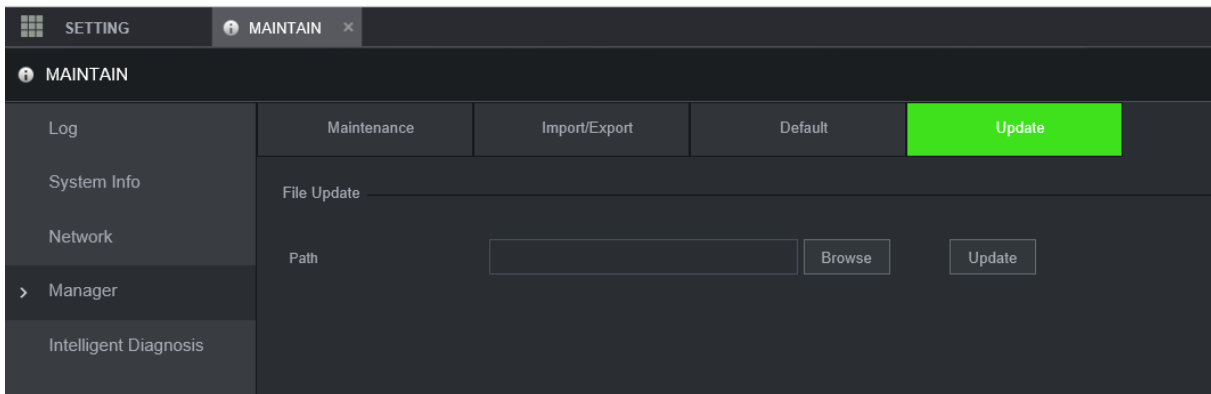 SETTING
MAINTAIN ×
MAINTAIN
Log
Maintenance
Import/Export
Default
Update
System Info
File Update
Network
Path
Browse
Update
Manager
Intelligent Diagnosis